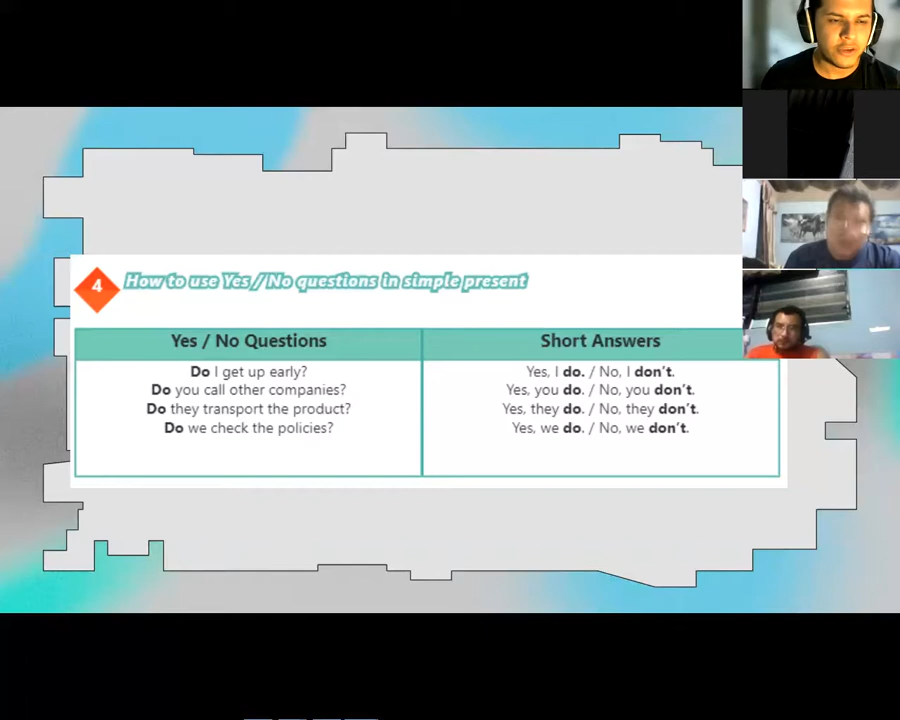 4 How to use Yes / No questions in simple present
Yes / No Questions
Short Answers
Do I get up early?
Yes, I do. / No, I don't.
Do you call other companies?
Yes, you do. / No, you don't.
Do they transport the product?
Yes, they do. / No, they don't.
Do we check the policies?
Yes, we do. / No, we don't.